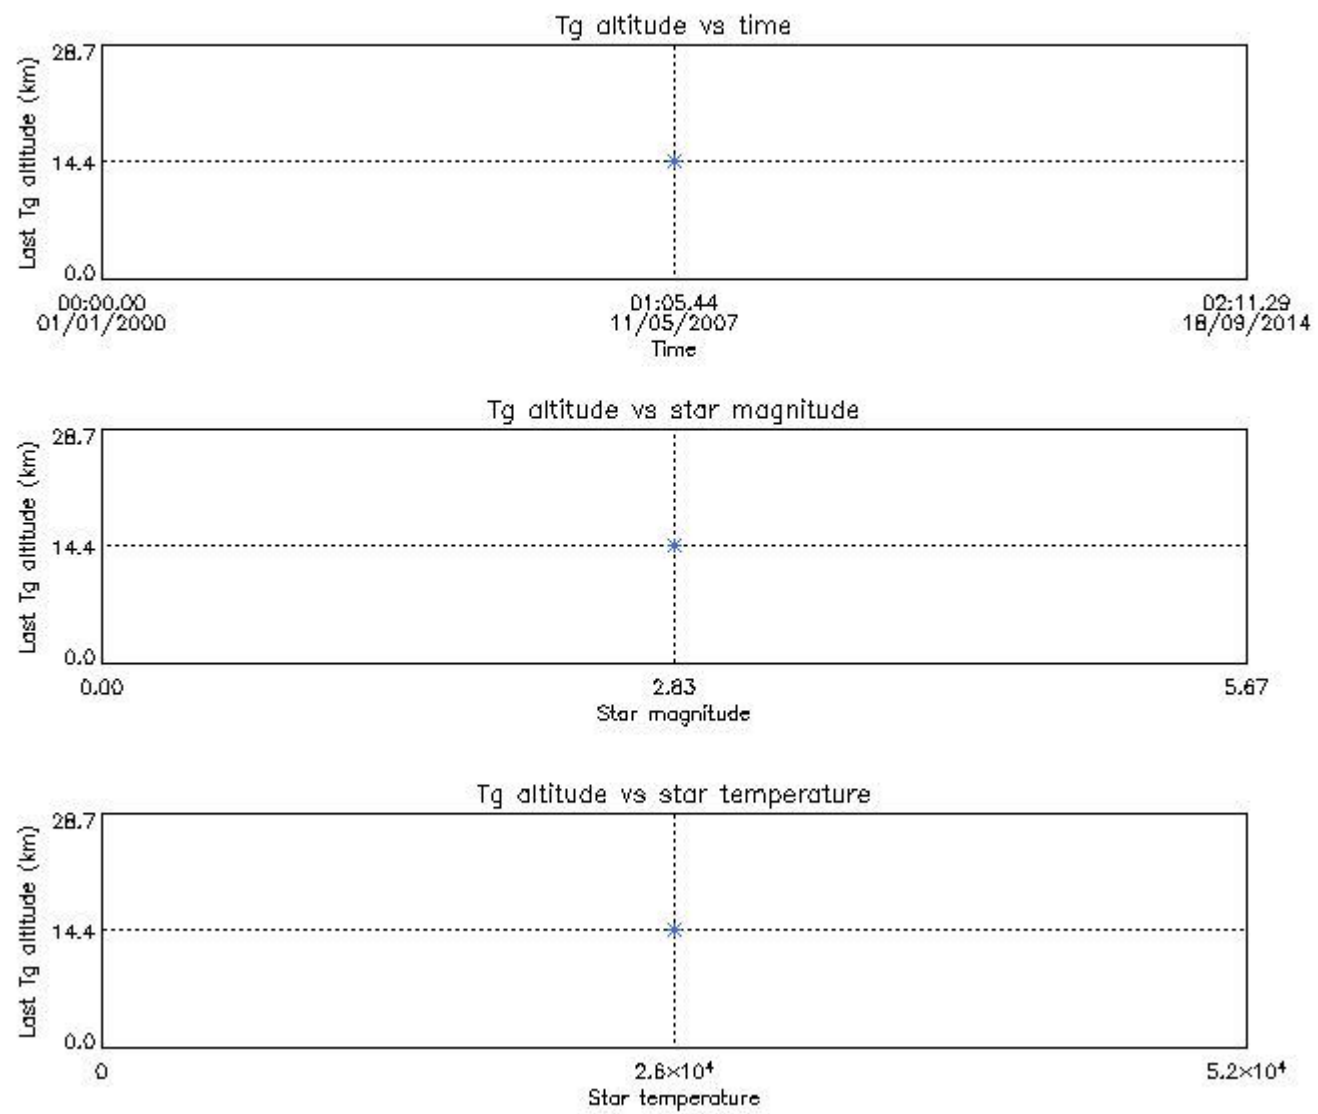 Tg altitude vs time
28.7
14.4
0.0
Last Tg altitude (km)
00:00.00 01:05.44 02:11.29
01/01/2000 11/05/2007 18/09/2014
Time
Tg altitude vs star magnitude
28.7
14.4
0.0
Last Tg altitude (km)
0.00 2.83 5.67
Star magnitude
Tg altitude vs star temperature
28.7
14.4
0.0
Last Tg altitude (km)
0 2.6×10⁴ 5.2×10⁴
Star temperature